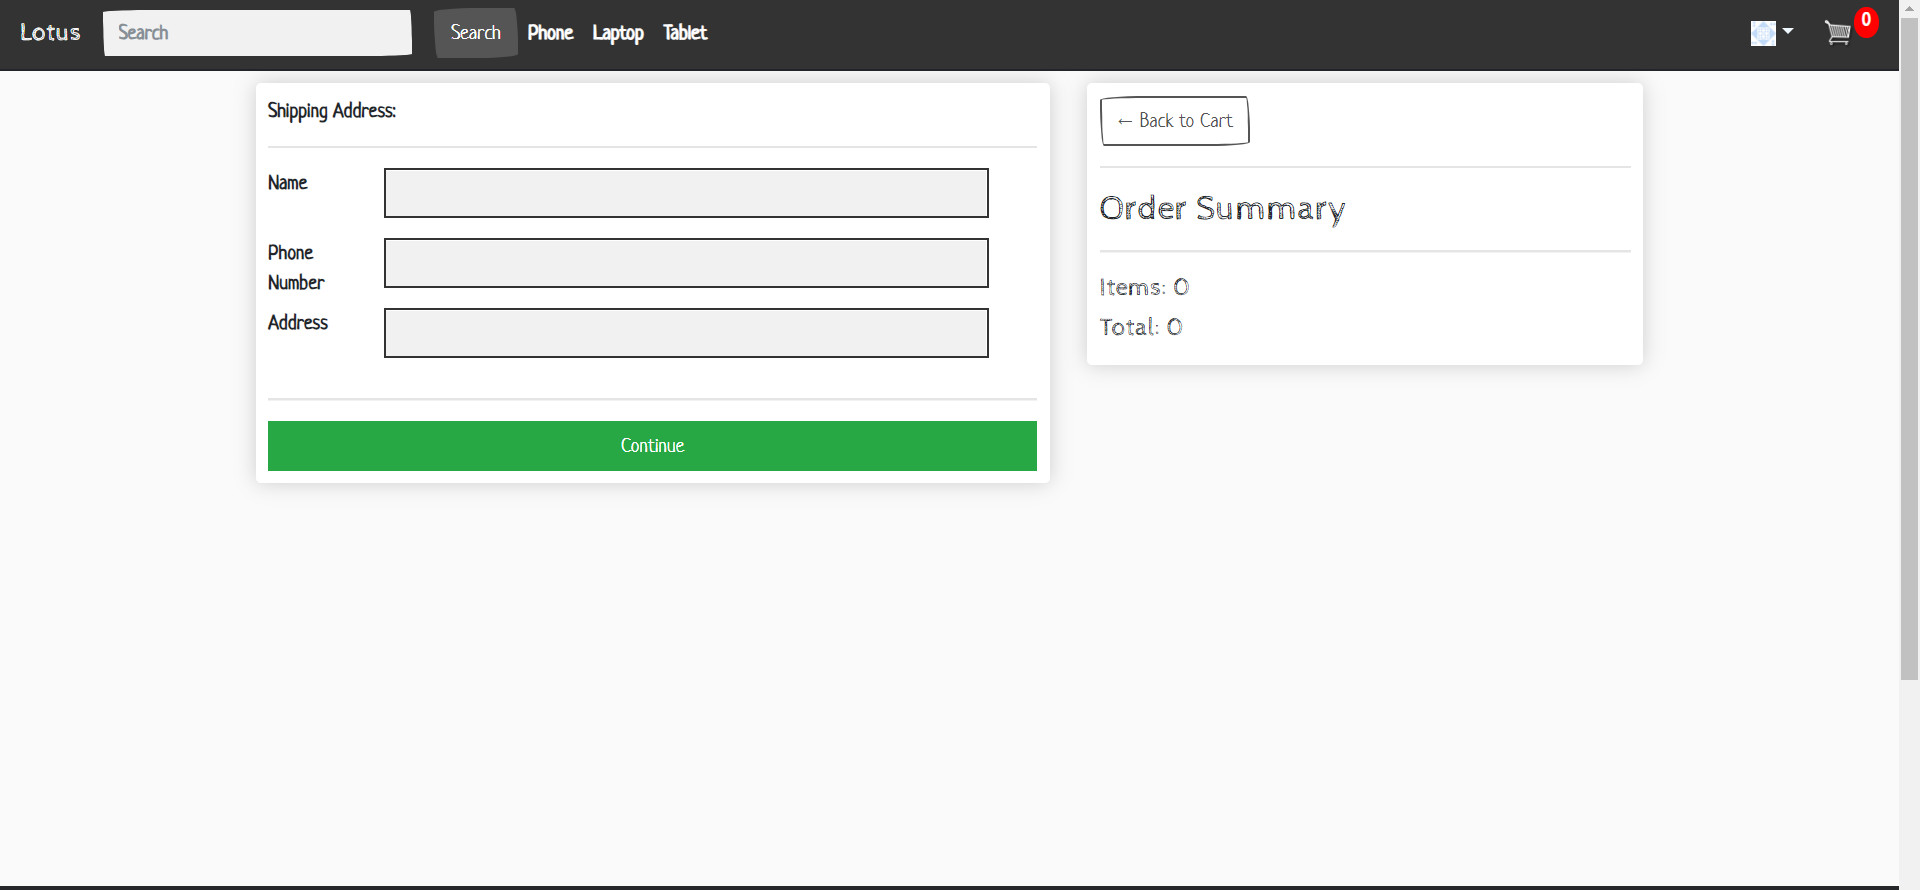 Lotus
Search
Search
Phone
Laptop
Tablet
0
Shipping Address:
Name
Phone
Number
Address
Continue
← Back to Cart
Order Summary
Items: 0
Total: 0